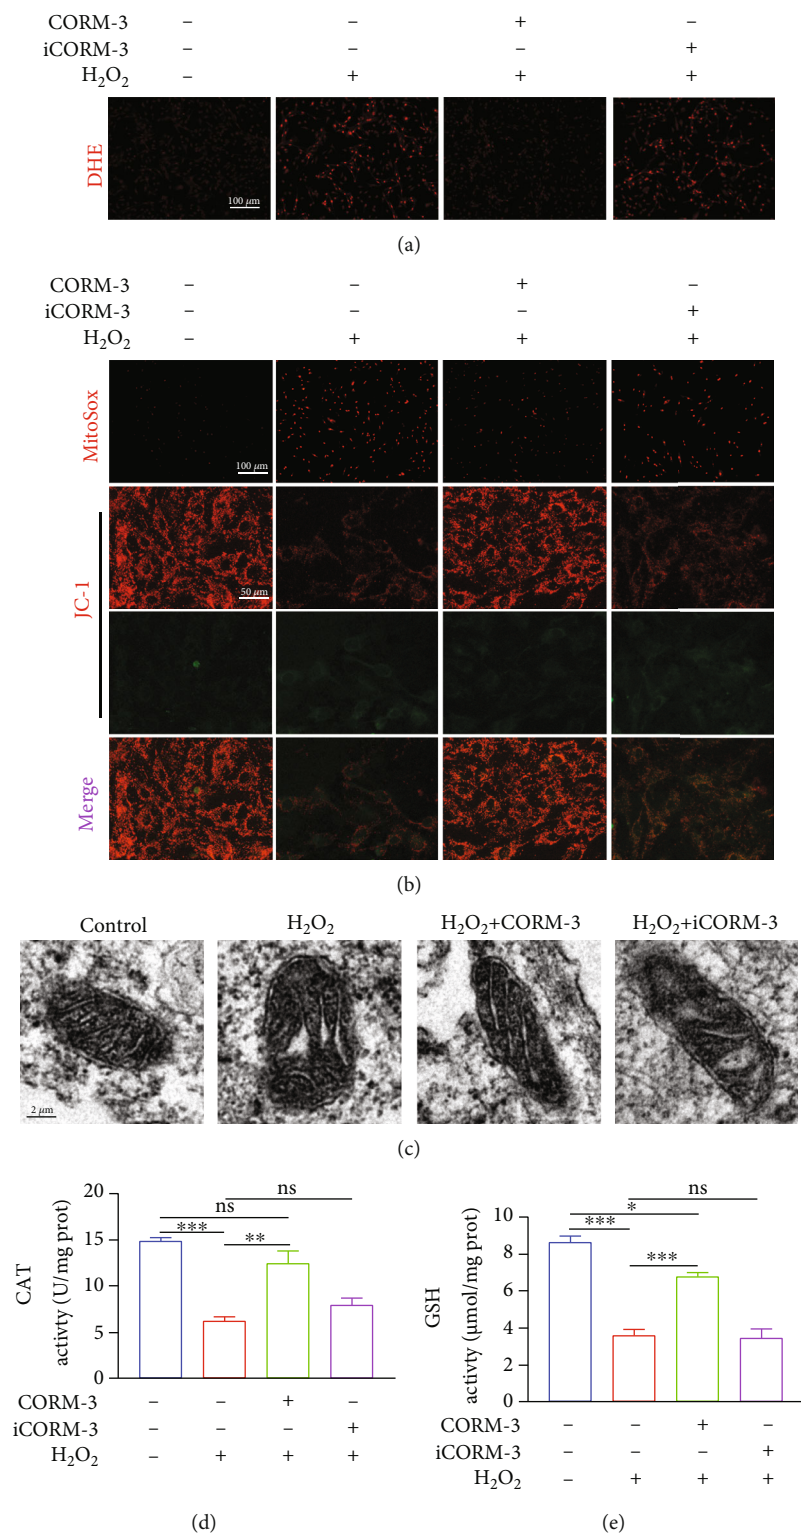 CORM-3 – – + –
iCORM-3 – – – +
H₂O₂ – + + +
DHE
100 μm
(a)
CORM-3 – – + –
iCORM-3 – – – +
H₂O₂ – + + +
MitoSox
100 μm
JC-1
50 μm
Merge
(b)
Control H₂O₂ H₂O₂+CORM-3 H₂O₂+iCORM-3
2 μm
(c)
CAT
activty (U/mg prot)
20
15
10
5
0
ns
ns
*** **
CORM-3 – – + –
iCORM-3 – – – +
H₂O₂ – + + +
(d)
GSH
activty (μmol/mg prot)
10
8
6
4
2
0
ns
*
***
***
CORM-3 – – + –
iCORM-3 – – – +
H₂O₂ – + + +
(e)